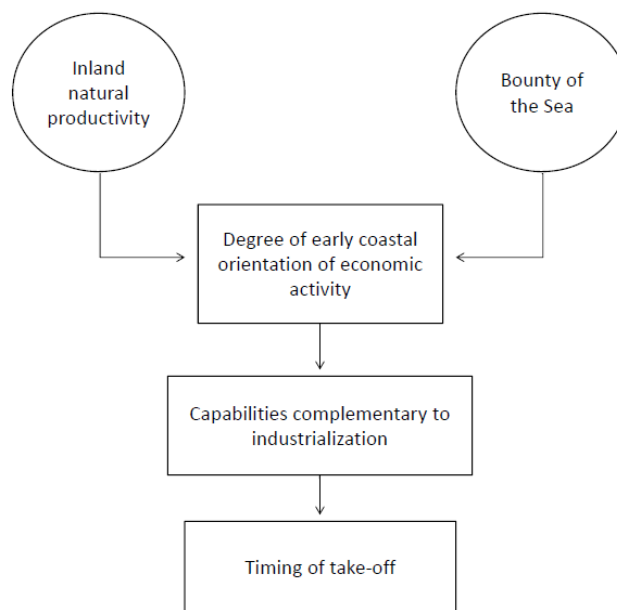 Inland
natural
productivity
Bounty of
the Sea
Degree of early coastal
orientation of economic
activity
Capabilities complementary to
industrialization
Timing of take-off